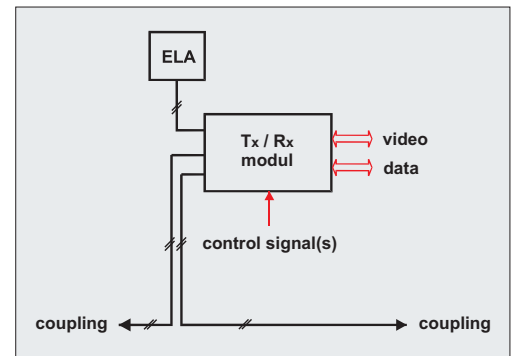 ELA
Tx / Rx
modul
video
data
control signal(s)
coupling
coupling